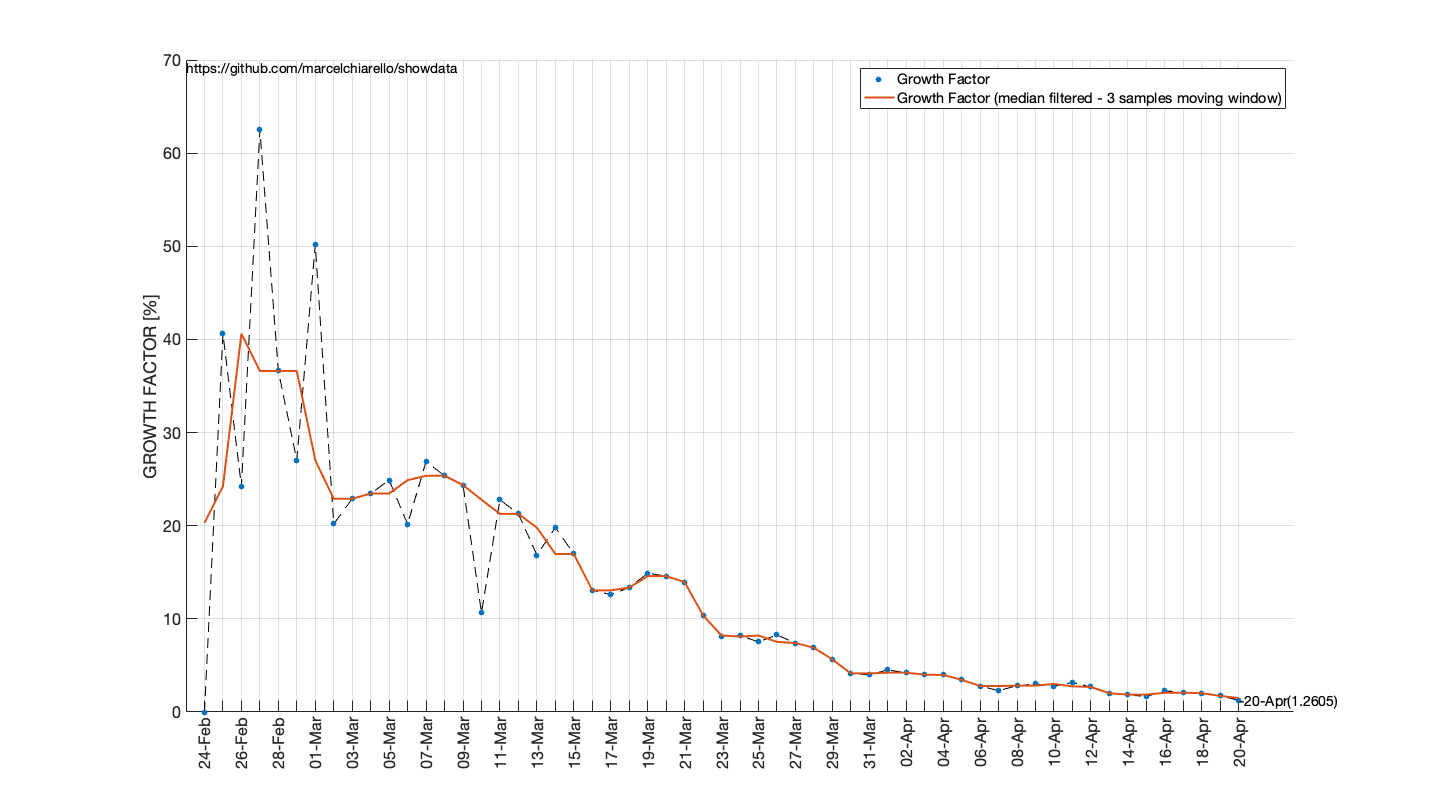 https://github.com/marcelchiarello/showdata
Growth Factor
Growth Factor (median filtered - 3 samples moving window)
GROWTH FACTOR [%]
70
60
50
40
30
20
10
0
20-Apr(1.2605)
24-Feb
26-Feb
28-Feb
01-Mar
03-Mar
05-Mar
07-Mar
09-Mar
11-Mar
13-Mar
15-Mar
17-Mar
19-Mar
21-Mar
23-Mar
25-Mar
27-Mar
29-Mar
31-Mar
02-Apr
04-Apr
06-Apr
08-Apr
10-Apr
12-Apr
14-Apr
16-Apr
18-Apr
20-Apr